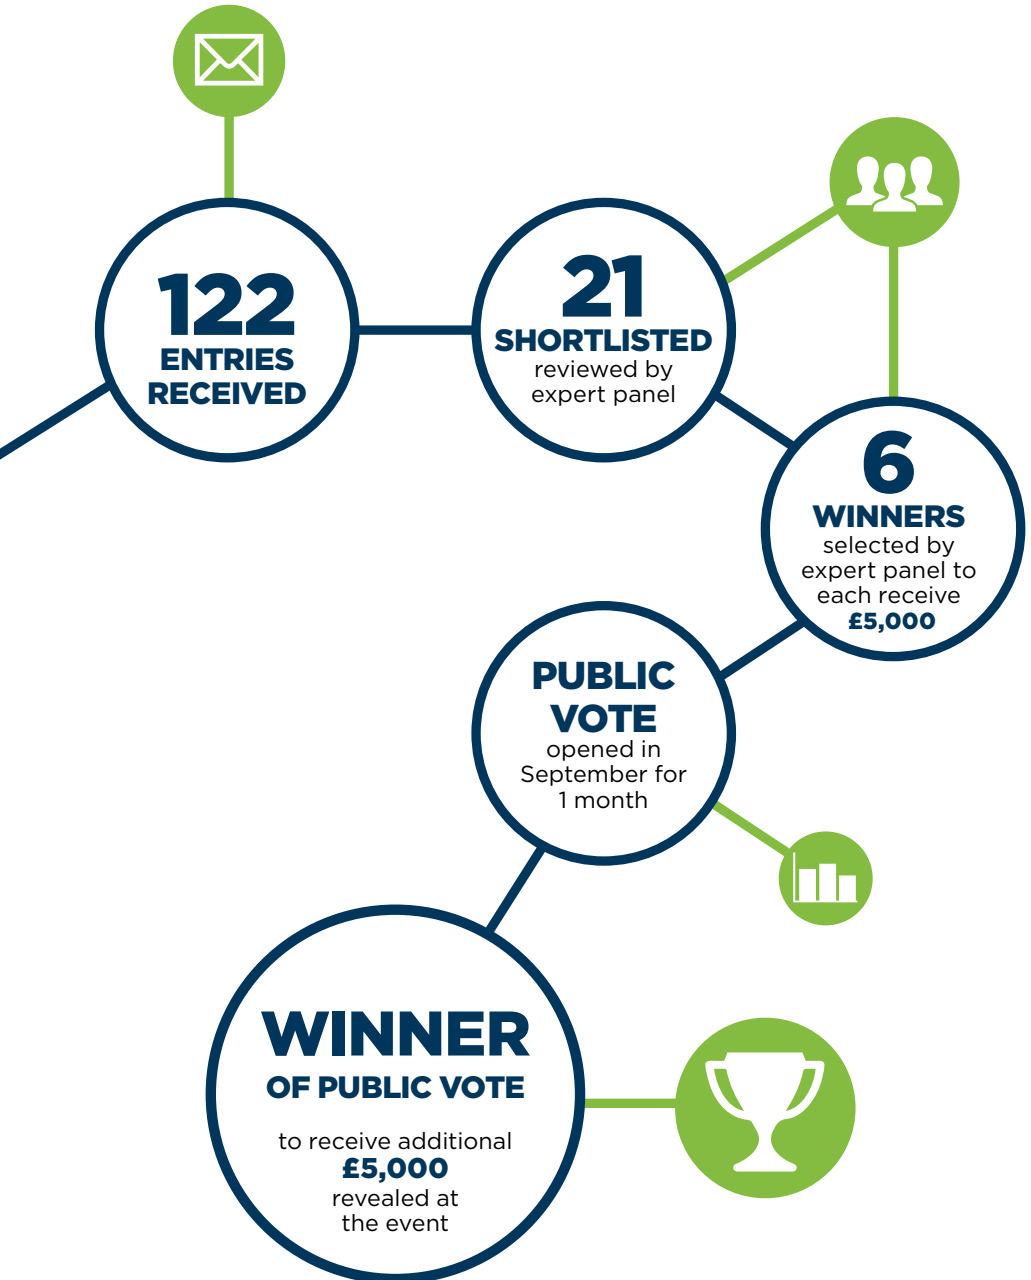 122
ENTRIES
RECEIVED
21
SHORTLISTED
reviewed by
expert panel
6
WINNERS
selected by
expert panel to
each receive
£5,000
PUBLIC
VOTE
opened in
September for
1 month
WINNER
OF PUBLIC VOTE
to receive additional
£5,000
revealed at
the event